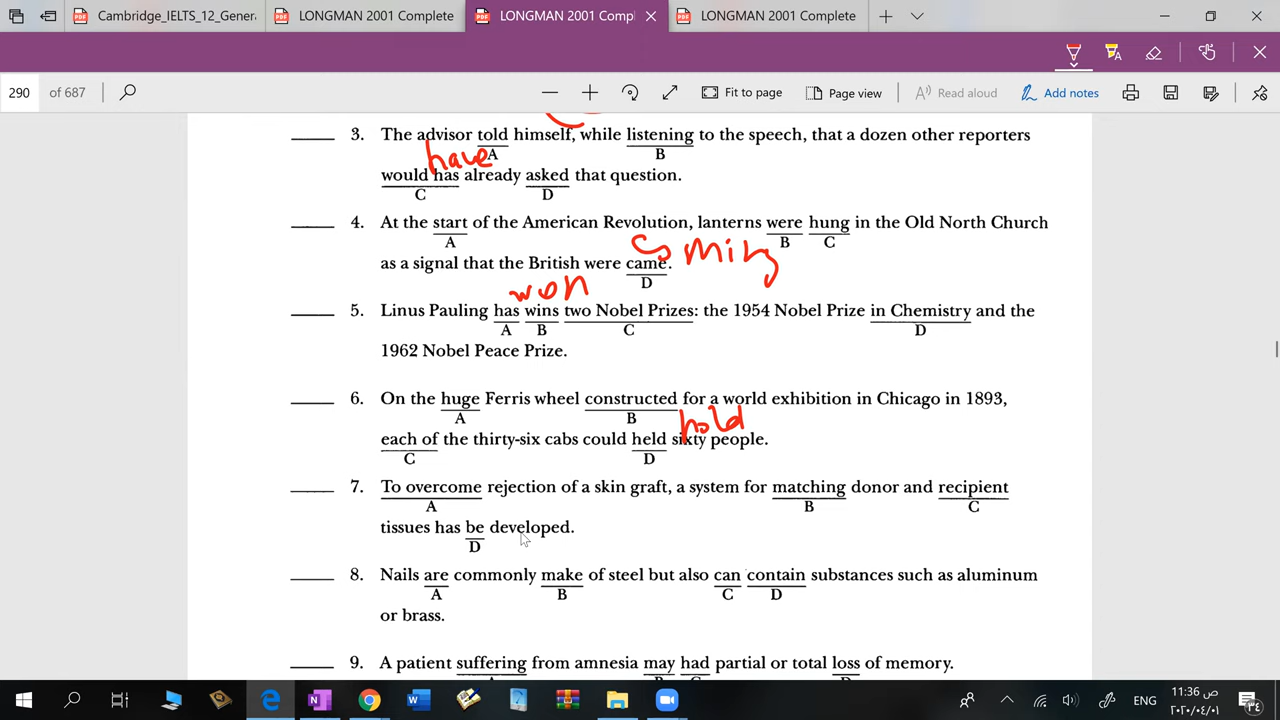 Cambridge_IELTS_12_Genera
LONGMAN 2001 Complete
LONGMAN 2001 Compl
LONGMAN 2001 Complete
290 of 687
Fit to page
Page view
Read aloud
Add notes
3. The advisor told himself, while listening to the speech, that a dozen other reporters
A B
have
would has already asked that question.
C D
4. At the start of the American Revolution, lanterns were hung in the Old North Church
A B C
coming
as a signal that the British were came.
D
won
5. Linus Pauling has wins two Nobel Prizes: the 1954 Nobel Prize in Chemistry and the
A B C D
1962 Nobel Peace Prize.
6. On the huge Ferris wheel constructed for a world exhibition in Chicago in 1893,
A B
hold
each of the thirty-six cabs could held sixty people.
C D
7. To overcome rejection of a skin graft, a system for matching donor and recipient
A B C
tissues has be developed.
D
8. Nails are commonly make of steel but also can contain substances such as aluminum
A B C D
or brass.
9. A patient suffering from amnesia may had partial or total loss of memory.
ENG
11:36 ص